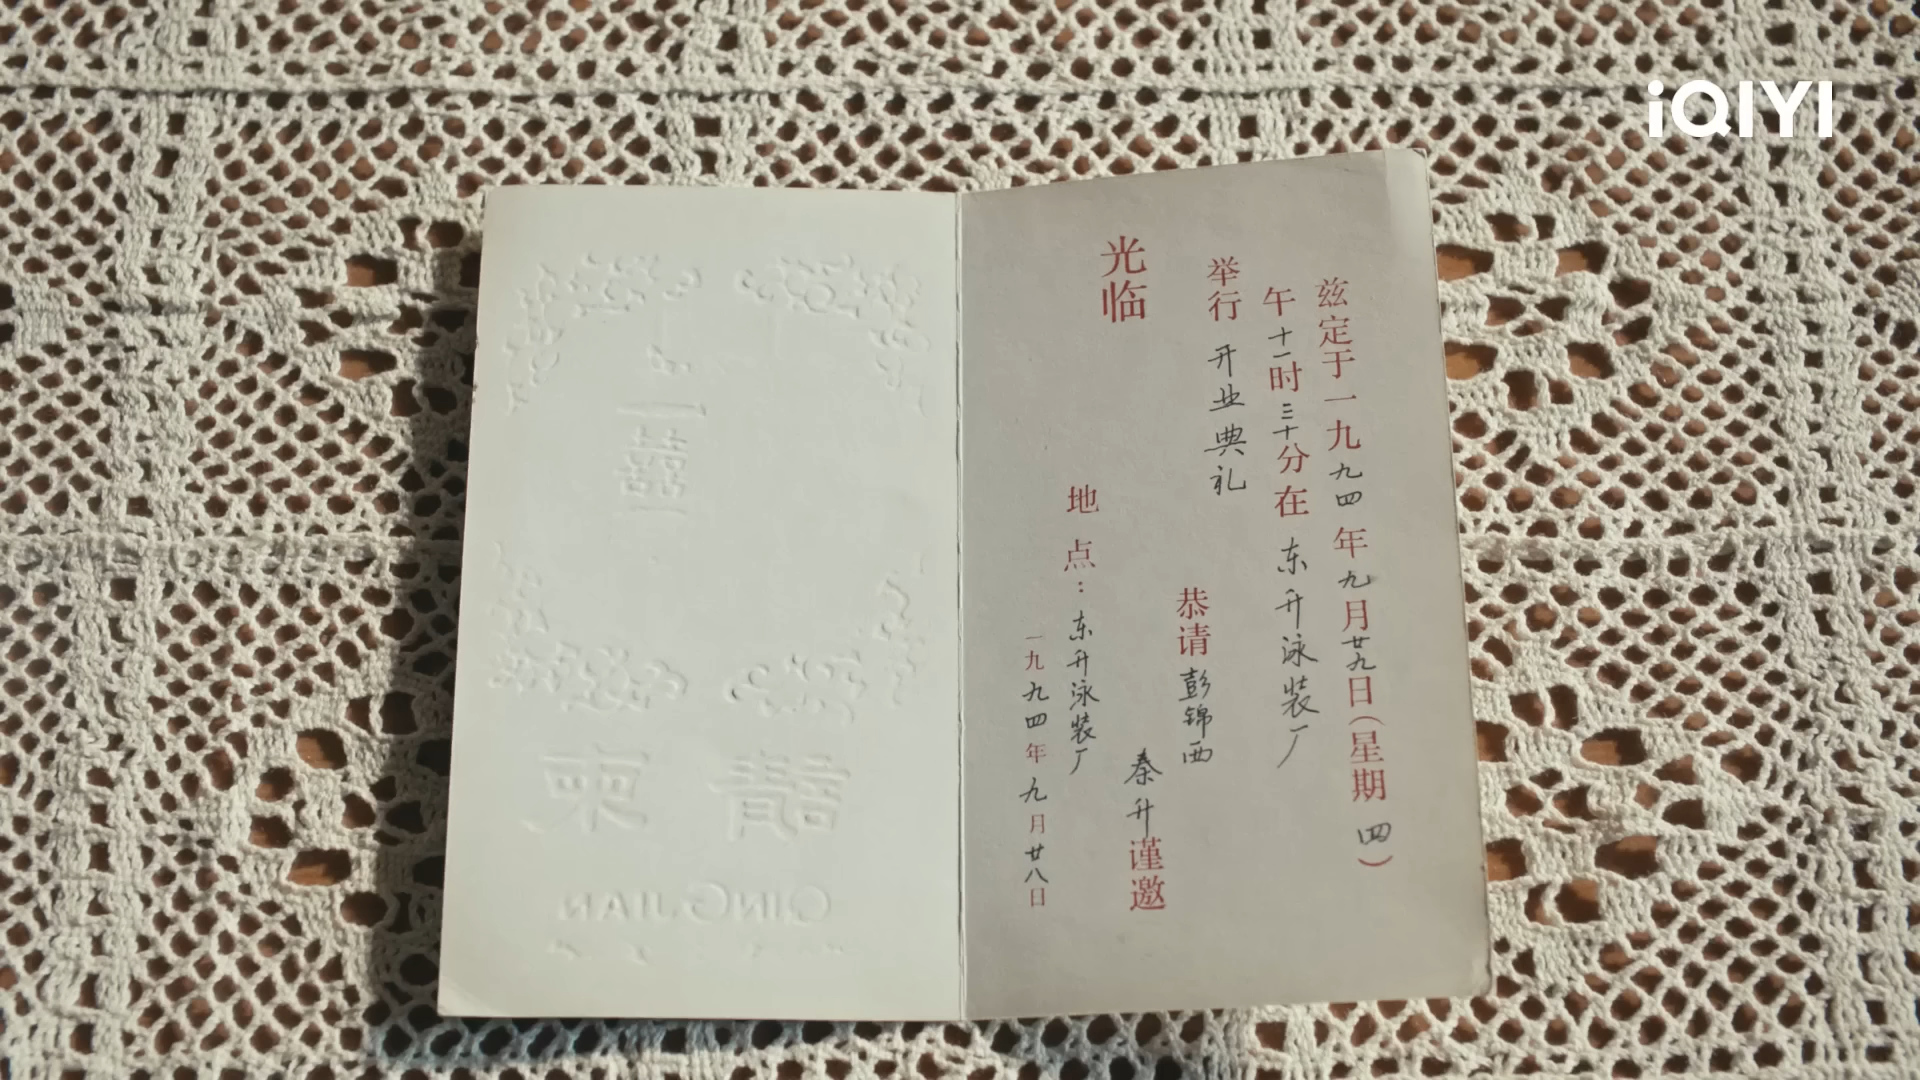 iQIYI
兹定于一九九四年九月廿九日(星期四)
午十一时三十分在东升泳装厂
举行开业典礼
恭请彭锦西
光临
秦升谨邀
地点:东升泳装厂
一九九四年九月廿八日
請柬
QINGJIAN